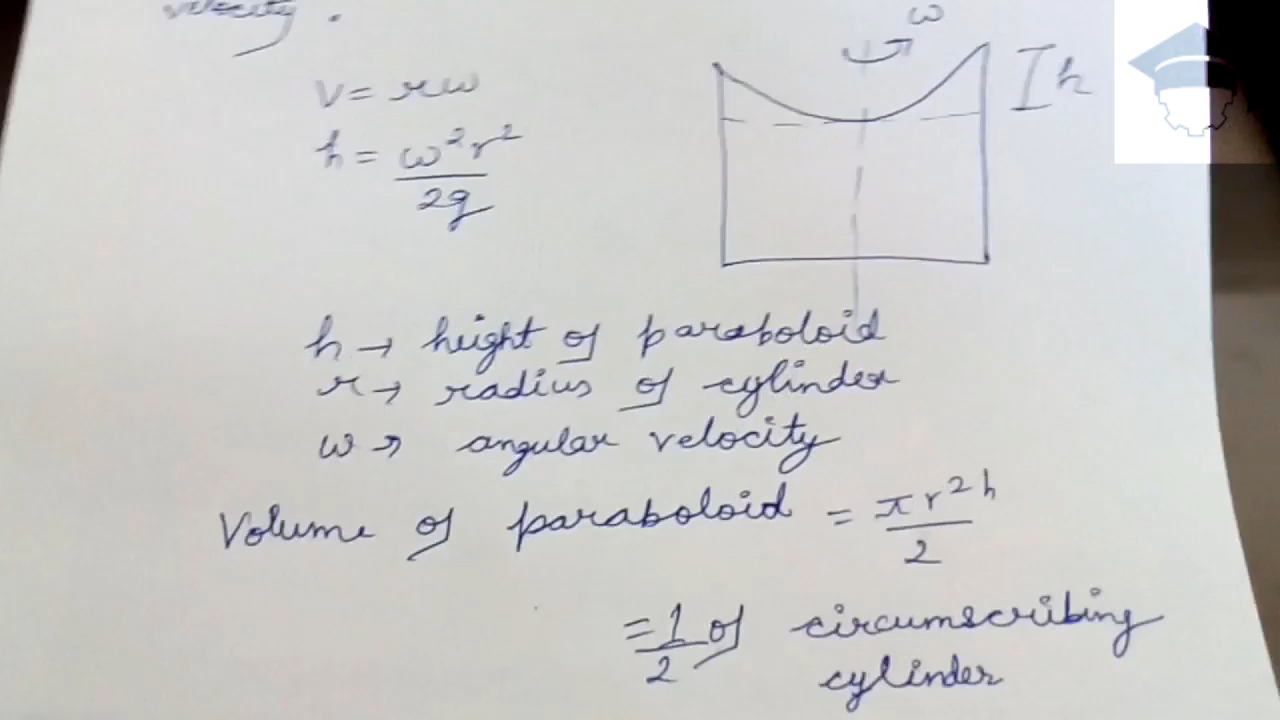 velocity.
ω
v = rω
h
h = ω²r²
2g
h → height of paraboloid
r → radius of cylinder
ω → angular velocity
Volume of paraboloid = πr²h
2
= 1 of circumscribing
2 cylinder